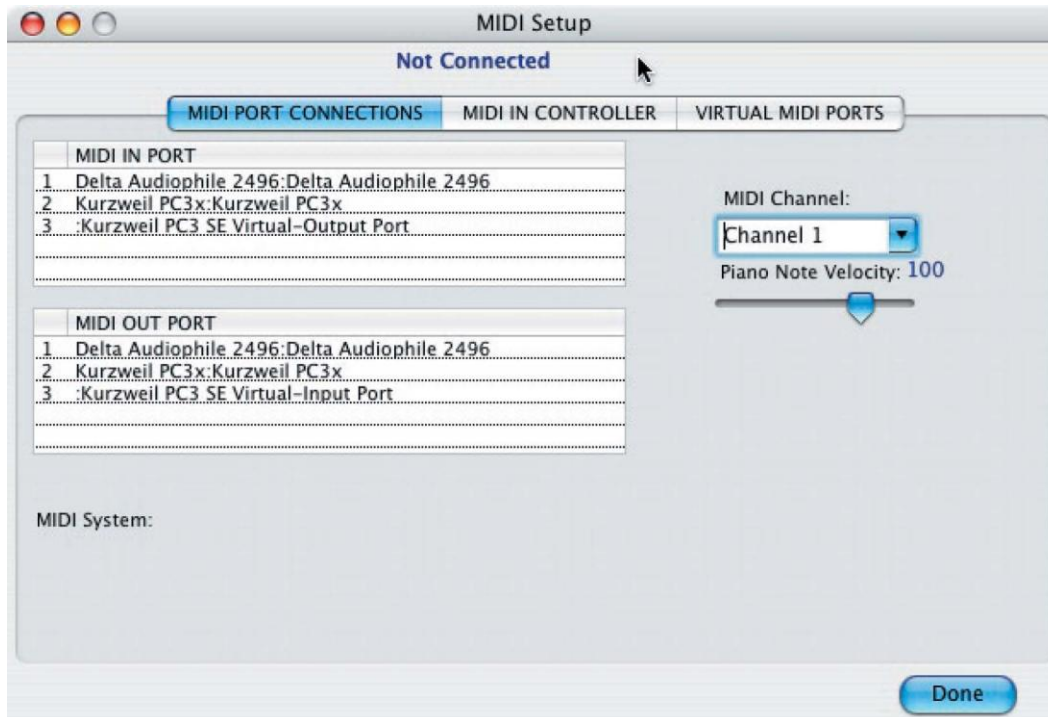 MIDI Setup
Not Connected
MIDI PORT CONNECTIONS
MIDI IN CONTROLLER
VIRTUAL MIDI PORTS
MIDI IN PORT
1 Delta Audiophile 2496:Delta Audiophile 2496
2 Kurzweil PC3x:Kurzweil PC3x
3 :Kurzweil PC3 SE Virtual-Output Port
MIDI Channel:
Channel 1
Piano Note Velocity: 100
MIDI OUT PORT
1 Delta Audiophile 2496:Delta Audiophile 2496
2 Kurzweil PC3x:Kurzweil PC3x
3 :Kurzweil PC3 SE Virtual-Input Port
MIDI System:
Done